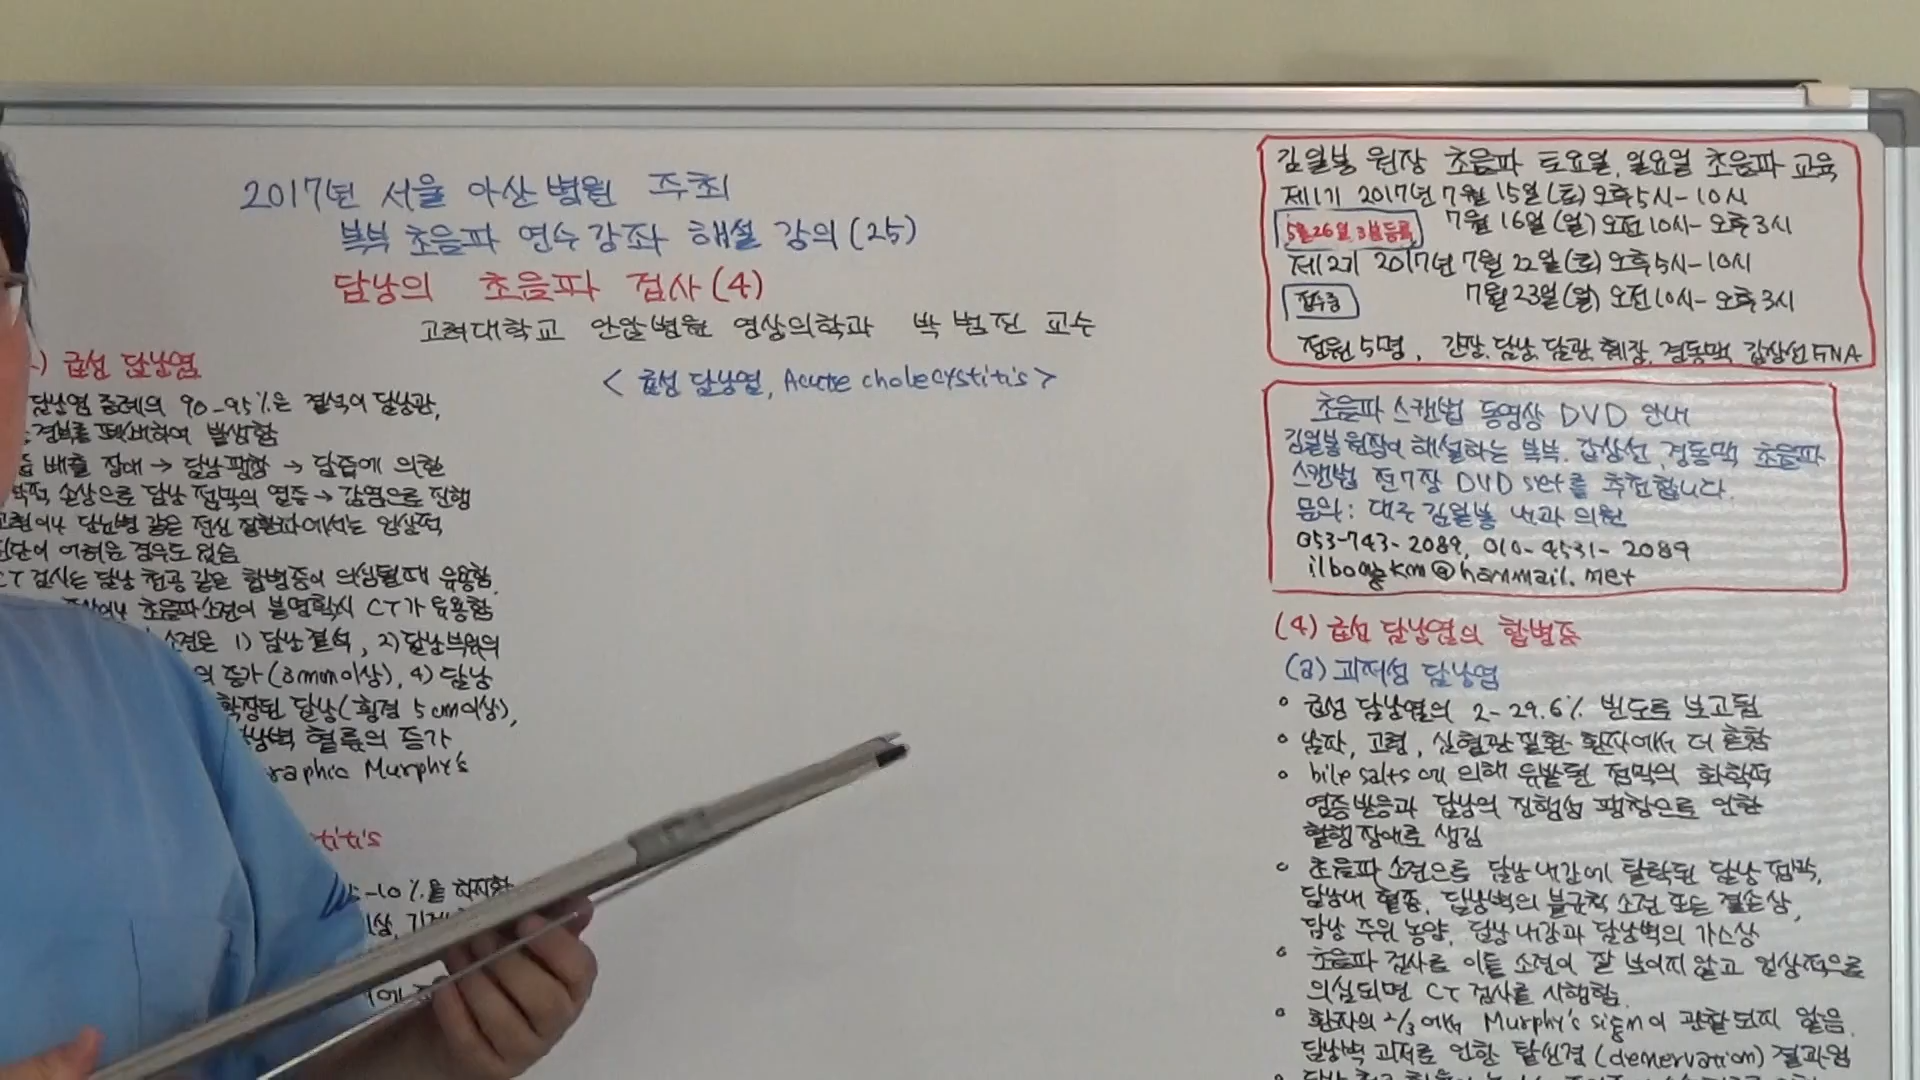 2017년 서울 아산병원 주최
복부 초음파 연수강좌 해설 강의(25)
담낭의 초음파 검사(4)
고려대학교 안암병원 영상의학과 박범진 교수
<급성 담낭염, Acute cholecystitis>
) 급성 담낭염
담낭염 증례의 90-95%은 결석이 담낭관,
경부를 폐쇄하여 발생함
배출 장애 → 담낭팽창 → 담즙에 의한
손상으로 담낭 점막의 염증 → 감염으로 진행
당뇨병 같은 전신 질환자에서는 임상적
진단이 어려운 경우도 있음
CT 검사는 담낭 천공 같은 합병증이 의심될때 유용함.
초음파소견이 불명확시 CT가 유용함
소견은 1) 담낭결석, 2) 담낭부위의
의 증가(3mm이상), 4) 담낭
확장된 담낭(횡경 5cm이상),
담낭벽 혈류의 증가
raphic Murphy's
titis
5-10%를 차지함
김일봉 원장 초음파 토요일, 일요일 초음파 교육
제1기 2017년 7월 15일(토) 오후5시-10시
5월26일 3분등록 7월 16일(일) 오전10시-오후3시
제2기 2017년 7월 22일(토) 오후5시-10시
접수중 7월 23일(일) 오전10시-오후3시
정원 5명, 간장, 담낭, 담관, 췌장, 경동맥, 갑상선 FNA
초음파 스캔법 동영상 DVD 안내
김일봉원장이 해설하는 복부, 갑상선, 경동맥 초음파
스캔법 전7장 DVD set를 추천합니다.
문의: 대구 김일봉 내과 의원
053-743-2089, 010-4531-2089
ilbongkm@hanmail.net
(4) 급성 담낭염의 합병증
(a) 괴저성 담낭염
◦ 급성 담낭염의 2-29.6% 빈도로 보고됨
◦ 남자, 고령, 심혈관 질환 환자에서 더 흔함
◦ bile salts에 의해 유발된 점막의 화학적
염증반응과 담낭의 진행성 팽창으로 인한
혈행장애로 생김
◦ 초음파 소견으로 담낭 내강에 탈락된 담낭 점막,
담낭내 혈종, 담낭벽의 불규칙 소견 또는 결손상,
담낭 주위 농양, 담낭 내강과 담낭벽의 가스상
◦ 초음파 검사로 이들 소견이 잘 보이지 않고 임상적으로
의심되면 CT 검사를 시행함.
◦ 환자의 2/3에서 Murphy's sign이 관찰되지 않음.
담낭벽 괴저로 인한 탈신경(denervation) 결과임